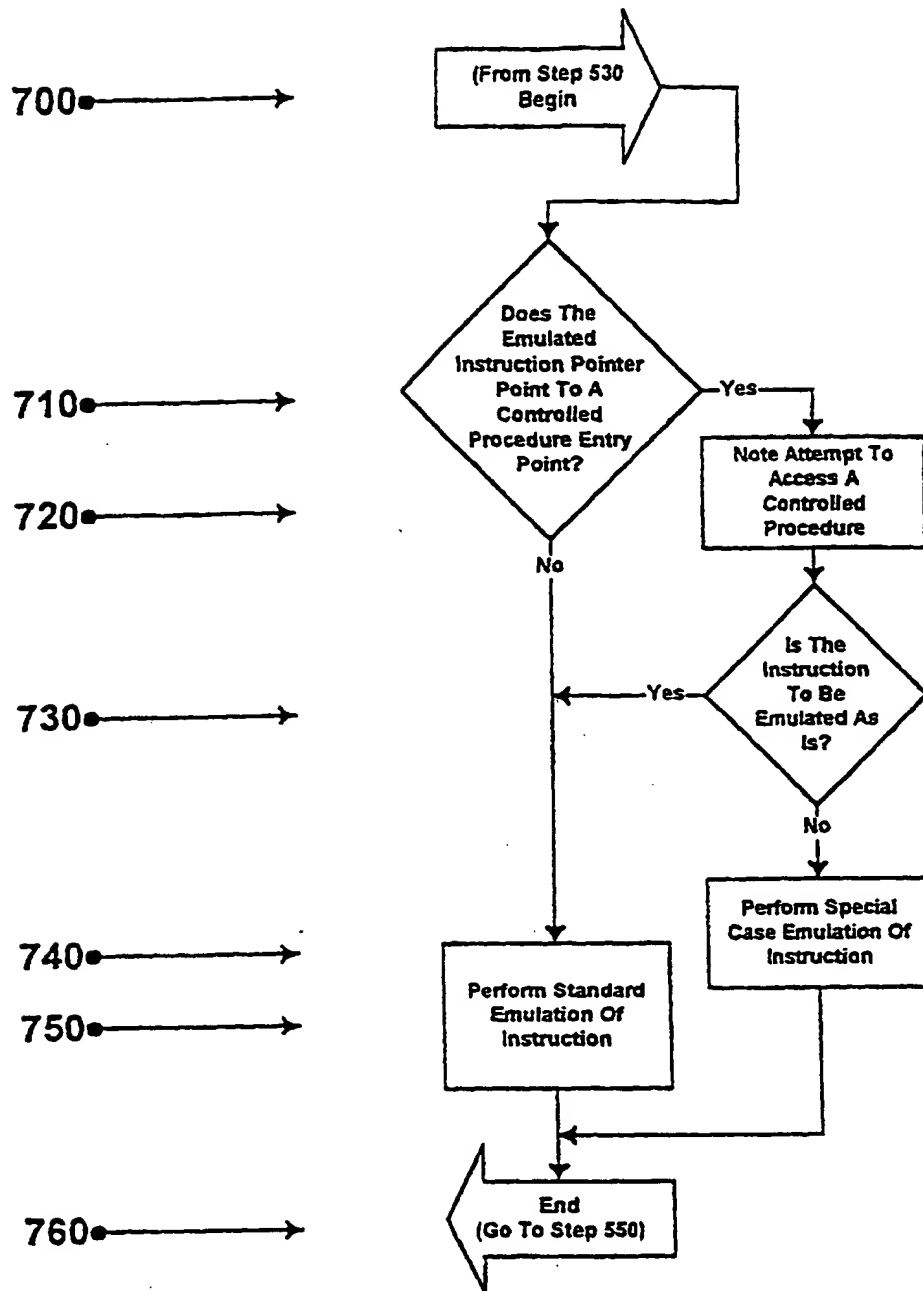 700
(From Step 530
Begin
Does The
Emulated
Instruction Pointer
Point To A
Controlled
Procedure Entry
Point?
710
Yes
Note Attempt To
Access A
Controlled
Procedure
720
No
Is The
Instruction
To Be
Emulated As
Is?
Yes
730
No
Perform Special
Case Emulation Of
Instruction
740
Perform Standard
Emulation Of
Instruction
750
End
(Go To Step 550)
760